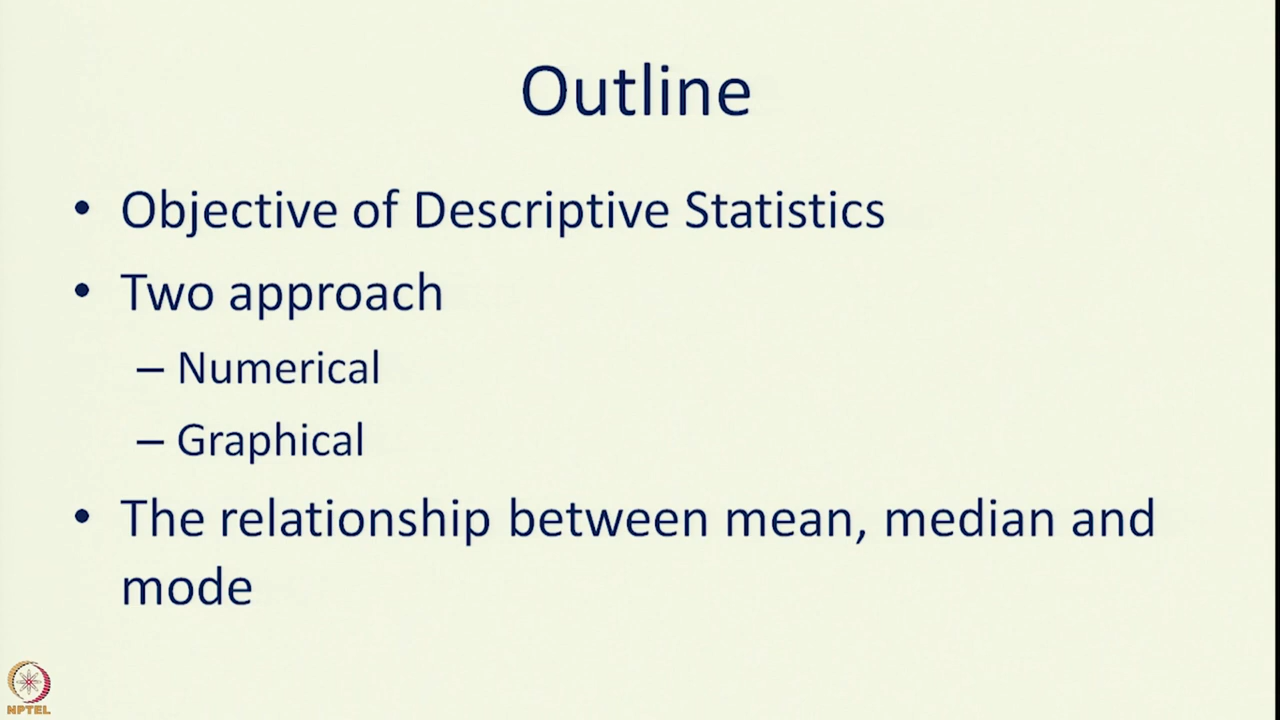 Outline
• Objective of Descriptive Statistics
• Two approach
– Numerical
– Graphical
• The relationship between mean, median and
mode
NPTEL